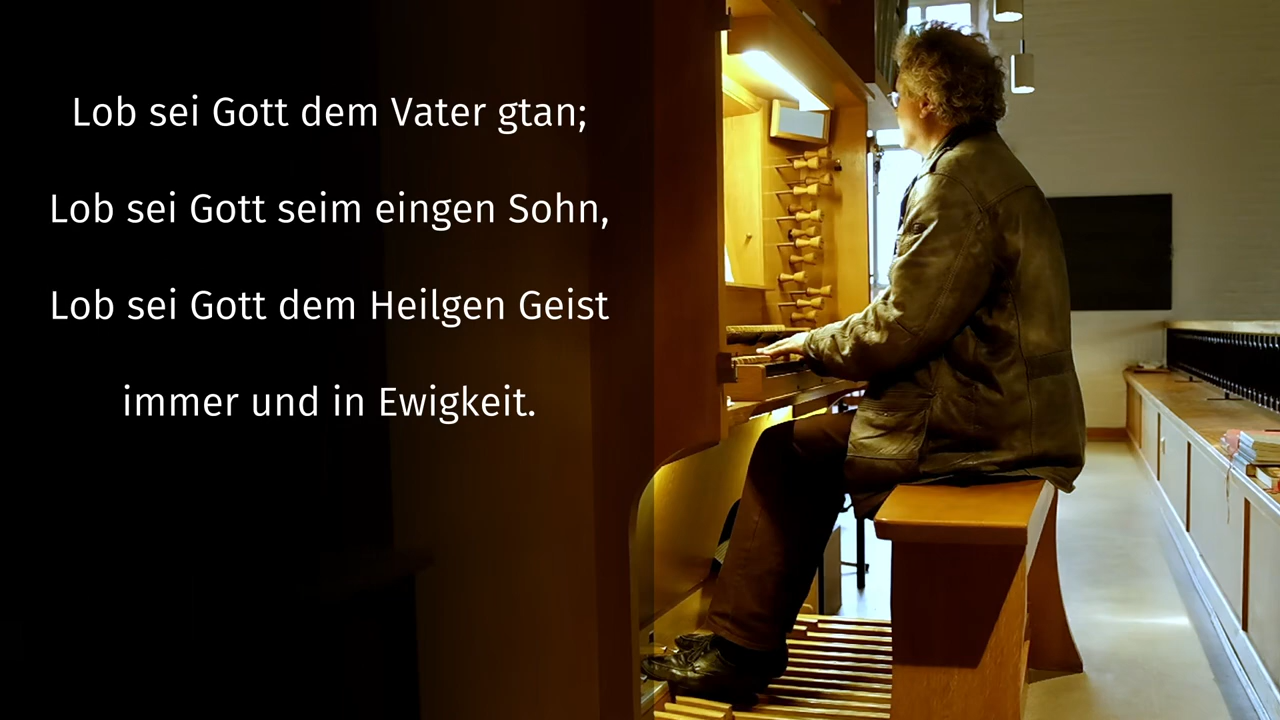 Lob sei Gott dem Vater gtan;
Lob sei Gott seim eingen Sohn,
Lob sei Gott dem Heilgen Geist
immer und in Ewigkeit.